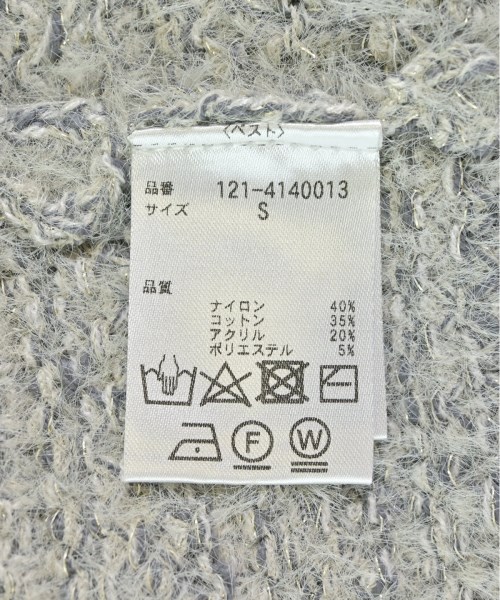 〈ベスト〉
品番 121-4140013
サイズ S
品質
ナイロン 40%
コットン 35%
アクリル 20%
ポリエステル 5%
F W